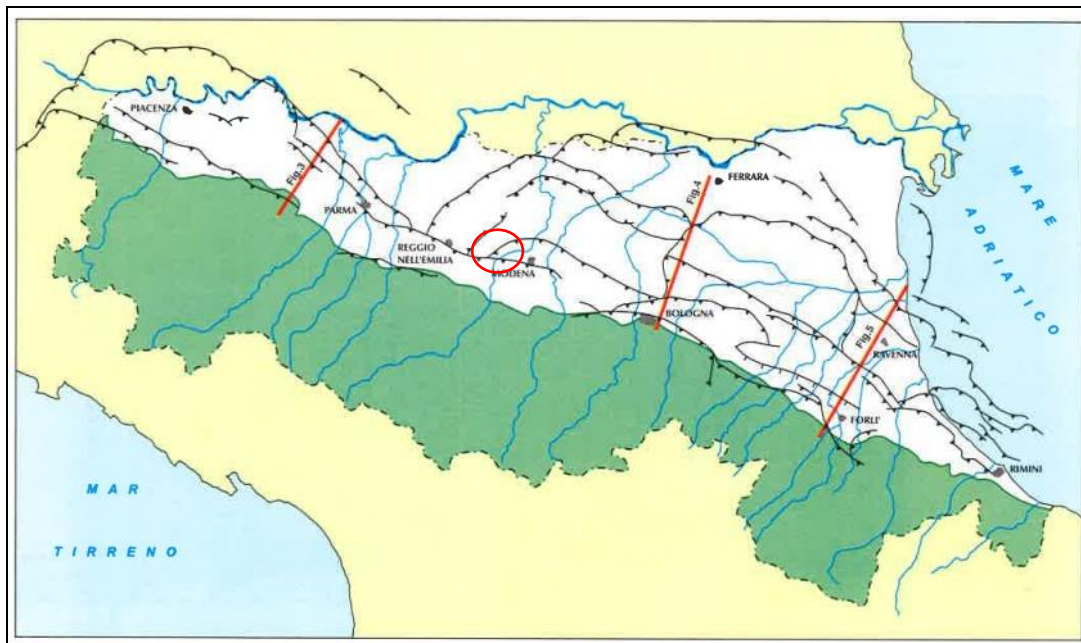 PIACENZA
Fig.3
PARMA
REGGIO
NELL'EMILIA
MODENA
Fig.4
FERRARA
BOLOGNA
Fig.5
RAVENNA
FORLI'
RIMINI
MARE
ADRIATICO
MAR
TIRRENO